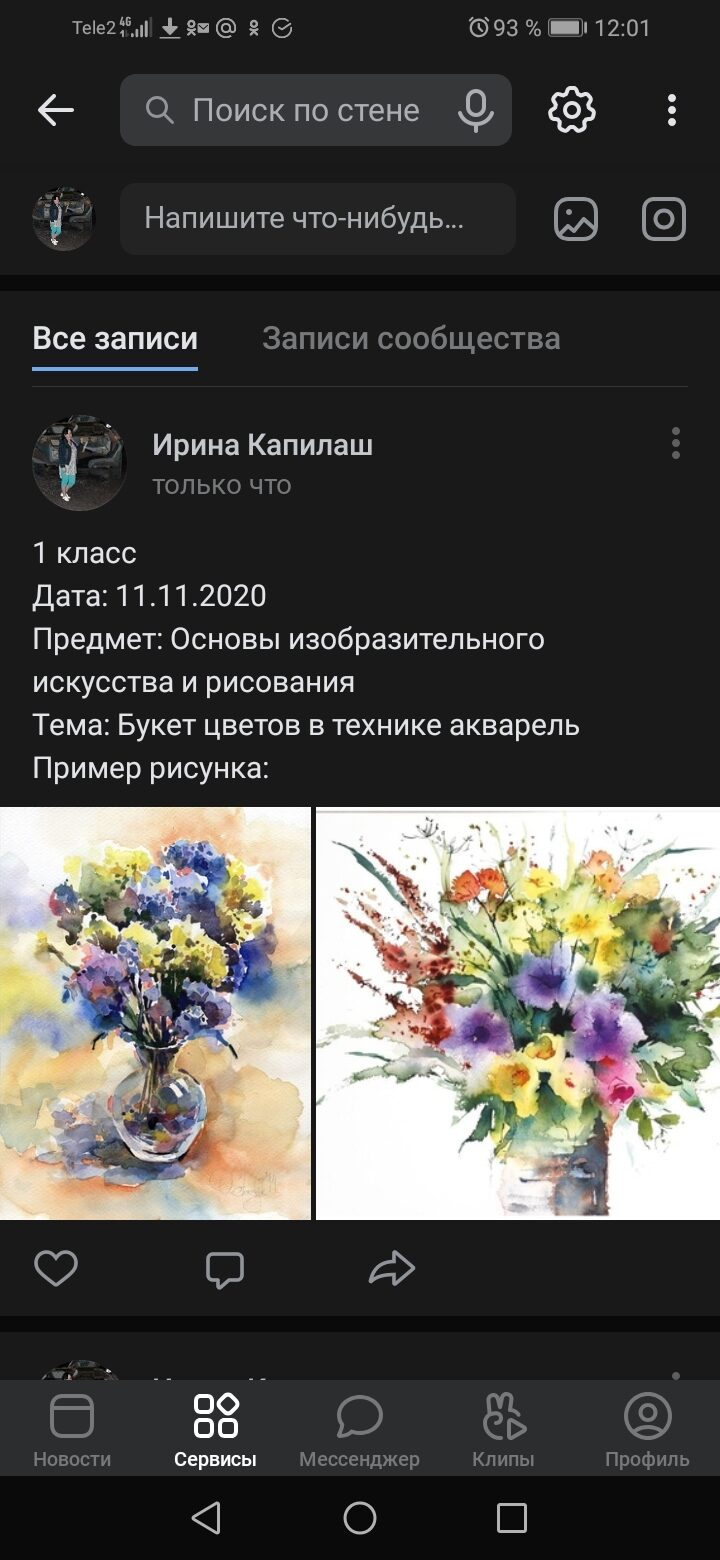 Tele2 4G 93 % 12:01
Поиск по стене
Напишите что-нибудь...
Все записи Записи сообщества
Ирина Капилаш
только что
1 класс
Дата: 11.11.2020
Предмет: Основы изобразительного
искусства и рисования
Тема: Букет цветов в технике акварель
Пример рисунка:
Новости Сервисы Мессенджер Клипы Профиль